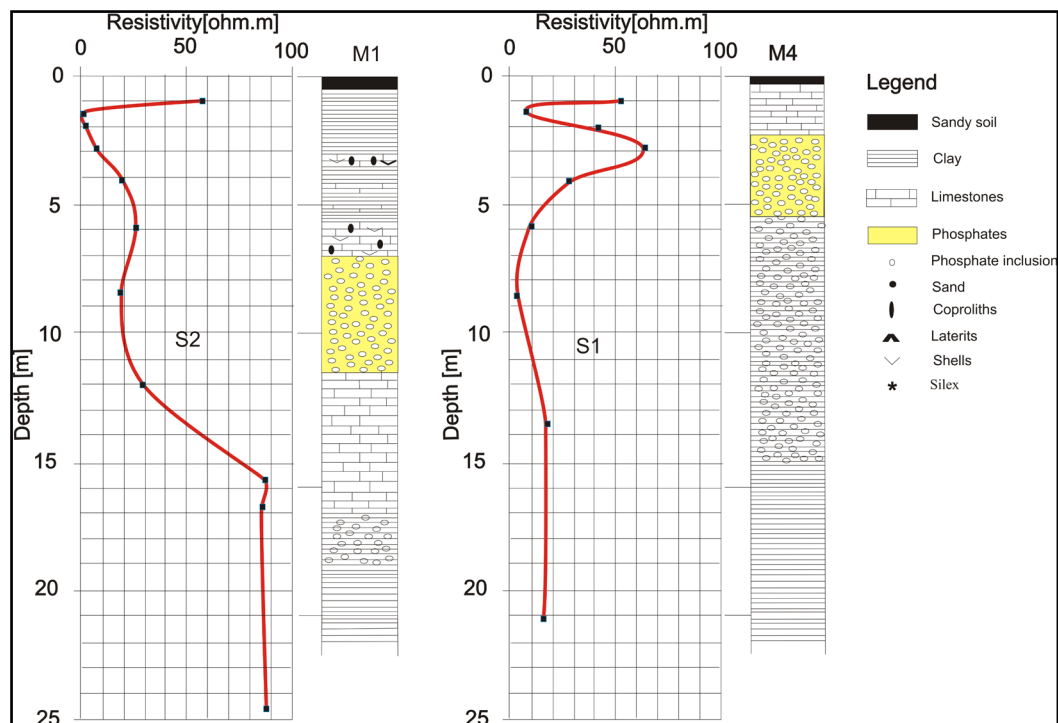 Resistivity[ohm.m]
0 50 100
M1
0
5
10
15
20
25
Depth [m]
S2
Resistivity[ohm.m]
0 50 100
M4
0
5
10
15
20
25
Depth [m]
S1
Legend
Sandy soil
Clay
Limestones
Phosphates
Phosphate inclusion
Sand
Coproliths
Laterits
Shells
* Silex